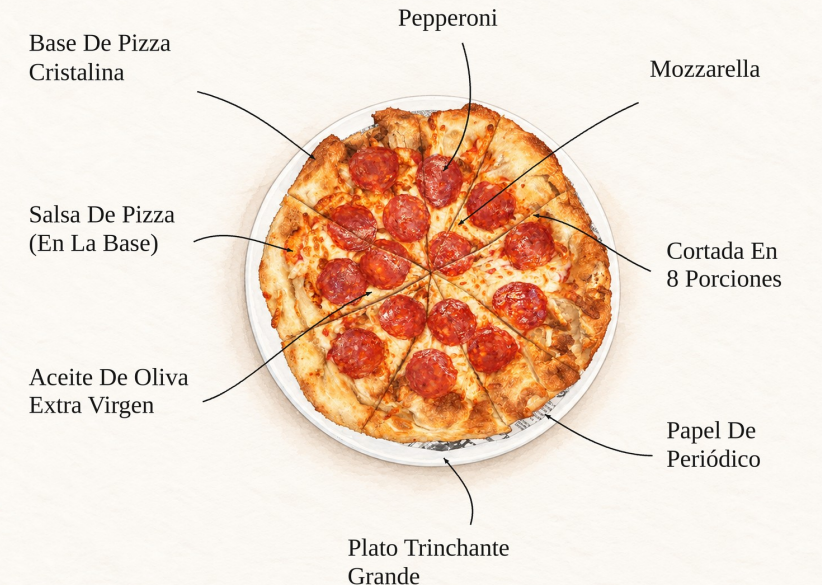 Pepperoni
Base De Pizza
Cristalina
Mozzarella
Salsa De Pizza
(En La Base)
Cortada En
8 Porciones
Aceite De Oliva
Extra Virgen
Papel De
Periódico
Plato Trinchante
Grande